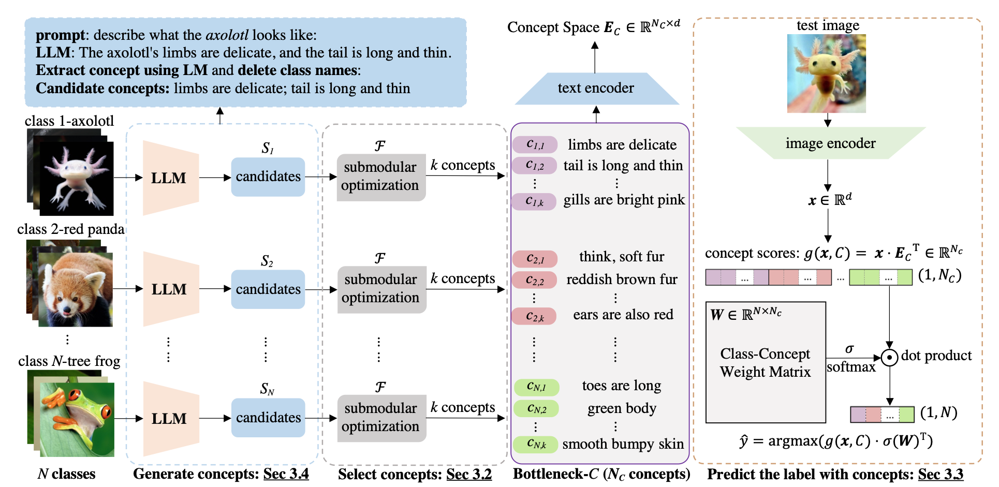 prompt: describe what the axolotl looks like:
LLM: The axolotl's limbs are delicate, and the tail is long and thin.
Extract concept using LM and delete class names:
Candidate concepts: limbs are delicate; tail is long and thin
class 1-axolotl
LLM
S_1
candidates
ℱ
submodular
optimization
k concepts
class 2-red panda
LLM
S_2
candidates
ℱ
submodular
optimization
k concepts
⋮
class N-tree frog
LLM
S_N
candidates
ℱ
submodular
optimization
k concepts
N classes
Generate concepts: Sec 3.4
Select concepts: Sec 3.2
Concept Space E_C ∈ ℝ^{N_C×d}
text encoder
c_{1,1} limbs are delicate
c_{1,2} tail is long and thin
⋮ ⋮
c_{1,k} gills are bright pink
c_{2,1} think, soft fur
c_{2,2} reddish brown fur
⋮ ⋮
c_{2,k} ears are also red
⋮ ⋮
c_{N,1} toes are long
c_{N,2} green body
⋮ ⋮
c_{N,k} smooth bumpy skin
Bottleneck-C (N_C concepts)
test image
image encoder
x ∈ ℝ^d
concept scores: g(x, C) = x · E_C^T ∈ ℝ^{N_c}
... ... ... ... (1, N_C)
W ∈ ℝ^{N×N_c}
Class-Concept
Weight Matrix
σ
softmax
dot product
... (1, N)
ŷ = argmax(g(x, C) · σ(W)^T)
Predict the label with concepts: Sec 3.3